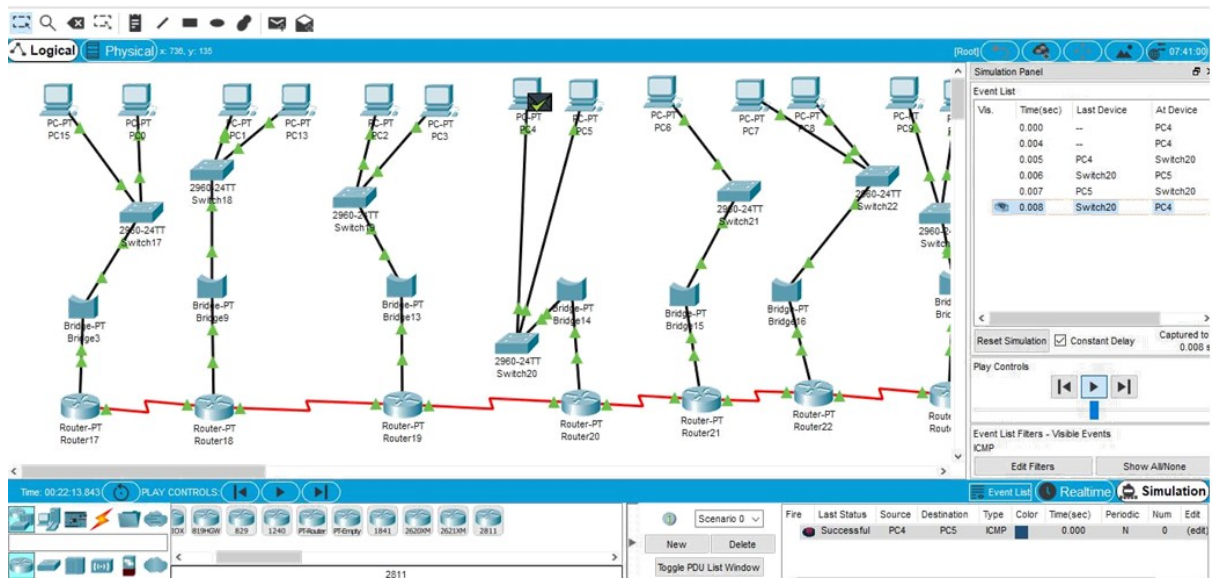 Logical Physical x: 736, y: 135 [Root] 07:41:00
PC-PT PC15
PC-PT PC0
PC-PT PC1
PC-PT PC13
PC-PT PC2
PC-PT PC3
PC-PT PC4
PC-PT PC5
PC-PT PC6
PC-PT PC7
PC-PT PC8
PC-PT PC9
2960-24TT Switch17
2960-24TT Switch18
2960-24TT
2960-24TT Switch20
2960-24TT Switch21
2960-24TT Switch22
Bridge-PT Bridge3
Bridge-PT Bridge9
Bridge-PT Bridge13
Bridge-PT Bridge14
Bridge-PT Bridge15
Bridge-PT Bridge16
Router-PT Router17
Router-PT Router18
Router-PT Router19
Router-PT Router20
Router-PT Router21
Router-PT Router22
Simulation Panel
Event List
Vis. Time(sec) Last Device At Device
0.000 -- PC4
0.004 -- PC4
0.005 PC4 Switch20
0.006 Switch20 PC5
0.007 PC5 Switch20
0.008 Switch20 PC4
Reset Simulation Constant Delay Captured to
0.008 s
Play Controls
Event List Filters - Visible Events
ICMP
Edit Filters Show All/None
Time: 00:22:13.843 PLAY CONTROLS: Event List Realtime Simulation
819HGW 829 1240 PT-Router PT-Empty 1841 2620XM 2621XM 2811
2811
Scenario 0
New Delete
Toggle PDU List Window
Fire Last Status Source Destination Type Color Time(sec) Periodic Num Edit
Successful PC4 PC5 ICMP 0.000 N 0 (edit)